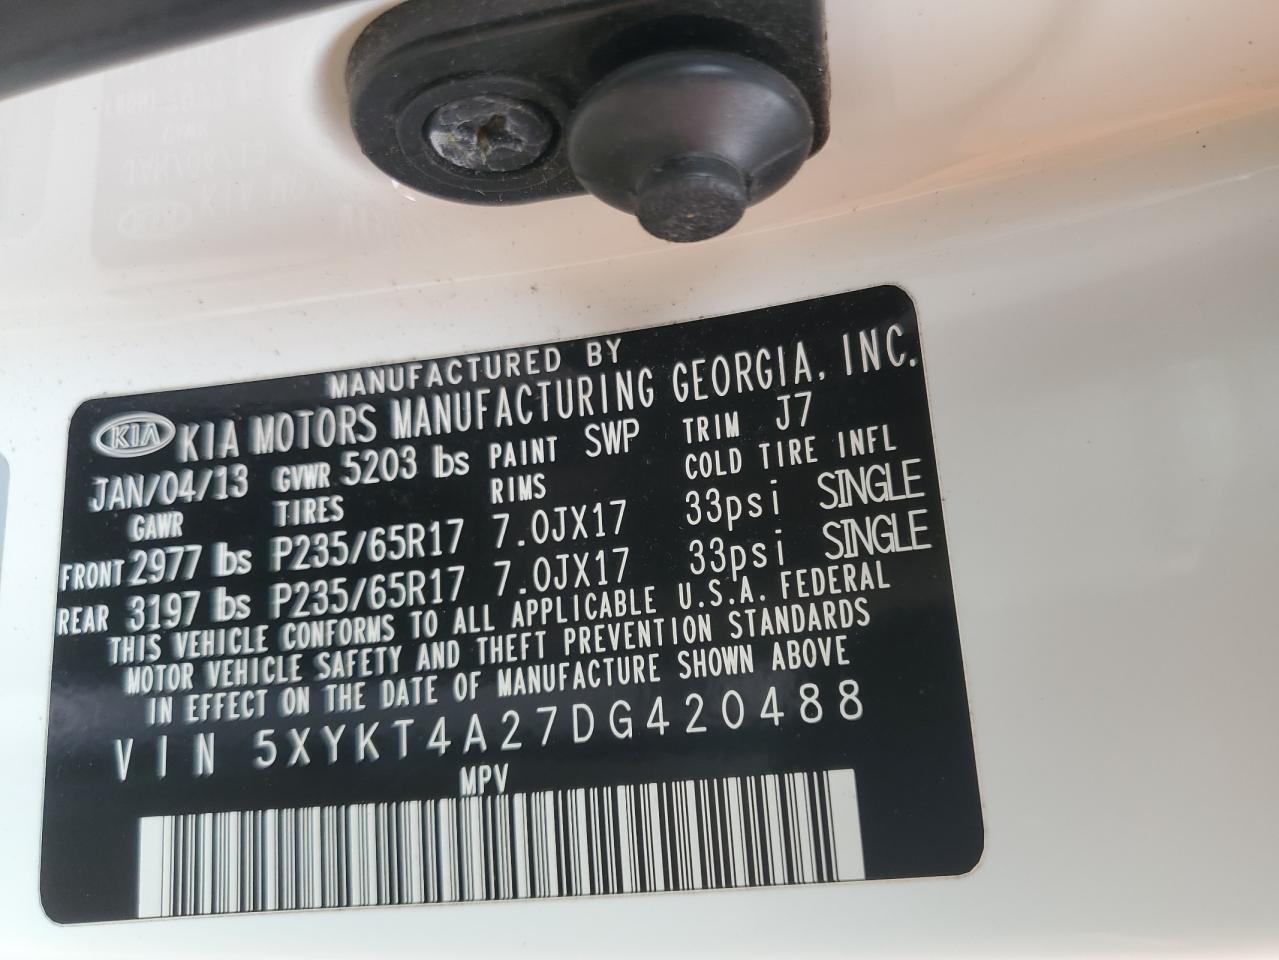 MANUFACTURED BY
KIA KIA MOTORS MANUFACTURING GEORGIA, INC.
JAN/04/13 GVWR 5203 lbs PAINT SWP TRIM J7
GAWR TIRES RIMS COLD TIRE INFL
FRONT 2977 lbs P235/65R17 7.0JX17 33psi SINGLE
REAR 3197 lbs P235/65R17 7.0JX17 33psi SINGLE
THIS VEHICLE CONFORMS TO ALL APPLICABLE U.S.A. FEDERAL
MOTOR VEHICLE SAFETY AND THEFT PREVENTION STANDARDS
IN EFFECT ON THE DATE OF MANUFACTURE SHOWN ABOVE
VIN 5XYKT4A27DG420488
MPV